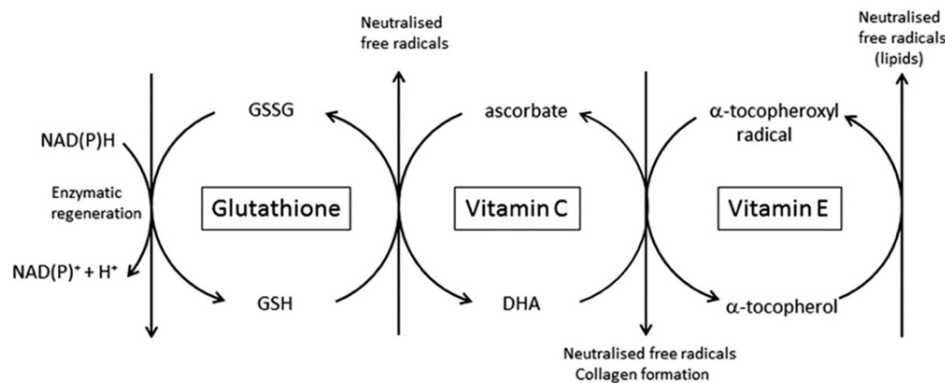 Neutralised
free radicals
Neutralised
free radicals
(lipids)
GSSG
ascorbate
α-tocopheroxyl
radical
NAD(P)H
Enzymatic
regeneration
Glutathione
Vitamin C
Vitamin E
NAD(P)⁺ + H⁺
GSH
DHA
α-tocopherol
Neutralised free radicals
Collagen formation